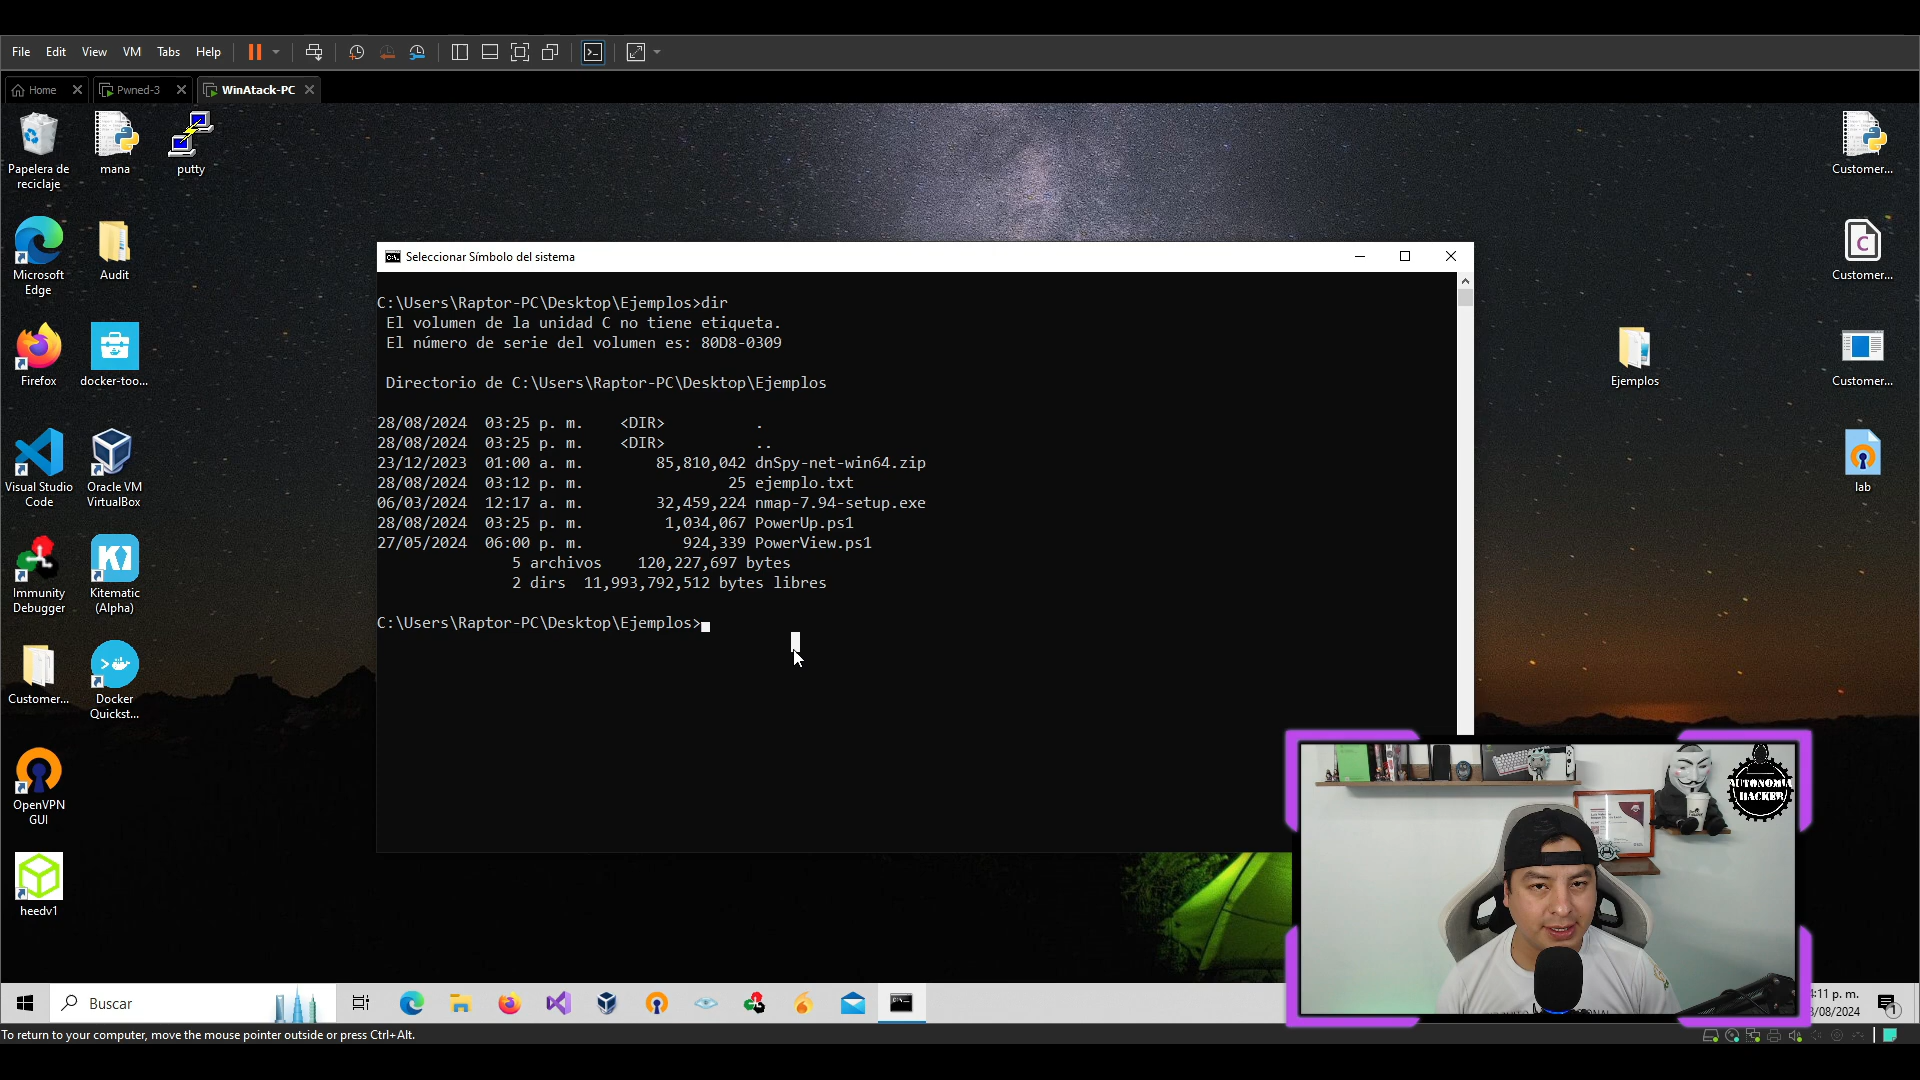 File Edit View VM Tabs Help
Home Pwned-3 WinAtack-PC
Papelera de reciclaje
mana
putty
Microsoft Edge
Audit
Firefox
docker-too...
Visual Studio Code
Oracle VM VirtualBox
Immunity Debugger
Kitematic (Alpha)
Customer...
Docker Quickst...
OpenVPN GUI
heedv1
Seleccionar Símbolo del sistema
C:\Users\Raptor-PC\Desktop\Ejemplos>dir
El volumen de la unidad C no tiene etiqueta.
El número de serie del volumen es: 80D8-0309
Directorio de C:\Users\Raptor-PC\Desktop\Ejemplos
28/08/2024 03:25 p. m. <DIR> .
28/08/2024 03:25 p. m. <DIR> ..
23/12/2023 01:00 a. m. 85,810,042 dnSpy-net-win64.zip
28/08/2024 03:12 p. m. 25 ejemplo.txt
06/03/2024 12:17 a. m. 32,459,224 nmap-7.94-setup.exe
28/08/2024 03:25 p. m. 1,034,067 PowerUp.ps1
27/05/2024 06:00 p. m. 924,339 PowerView.ps1
5 archivos 120,227,697 bytes
2 dirs 11,993,792,512 bytes libres
C:\Users\Raptor-PC\Desktop\Ejemplos>
Ejemplos
Customer...
Customer...
Customer...
lab
AUTONOMA
HACKER
Buscar
:11 p. m.
/08/2024
To return to your computer, move the mouse pointer outside or press Ctrl+Alt.